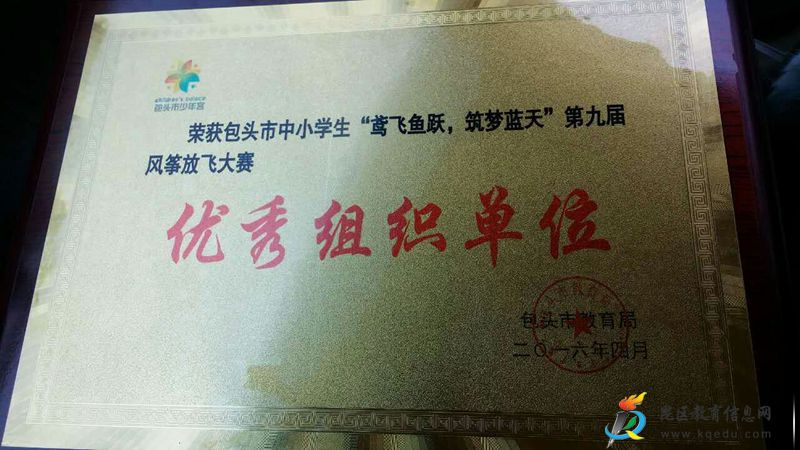 包头市少年宫
荣获包头市中小学生“鸢飞鱼跃，筑梦蓝天”第九届
风筝放飞大赛
优秀组织单位
包头市教育局
二〇一六年四月
昆区教育信息网
www.kqedu.com